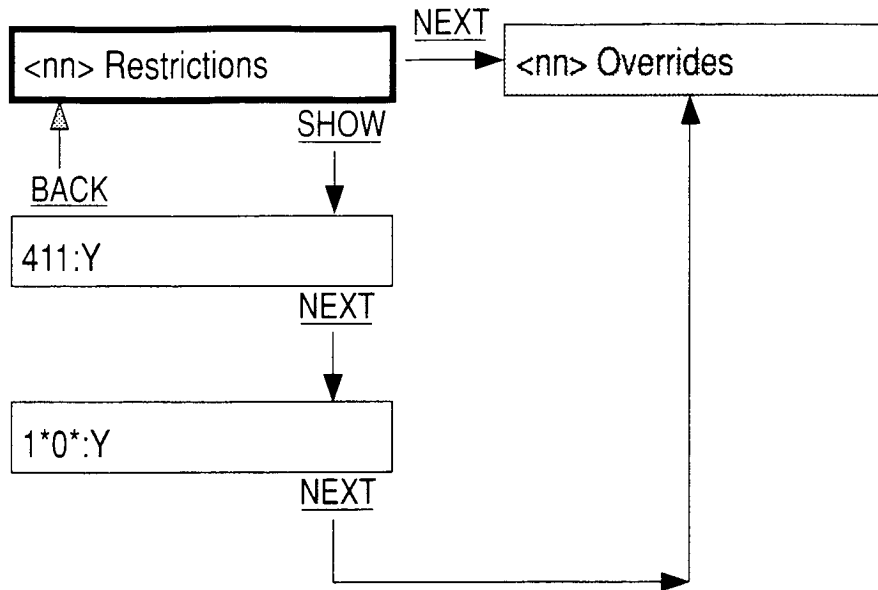 NEXT
<nn> Restrictions
<nn> Overrides
SHOW
BACK
411:Y
NEXT
1*0*:Y
NEXT